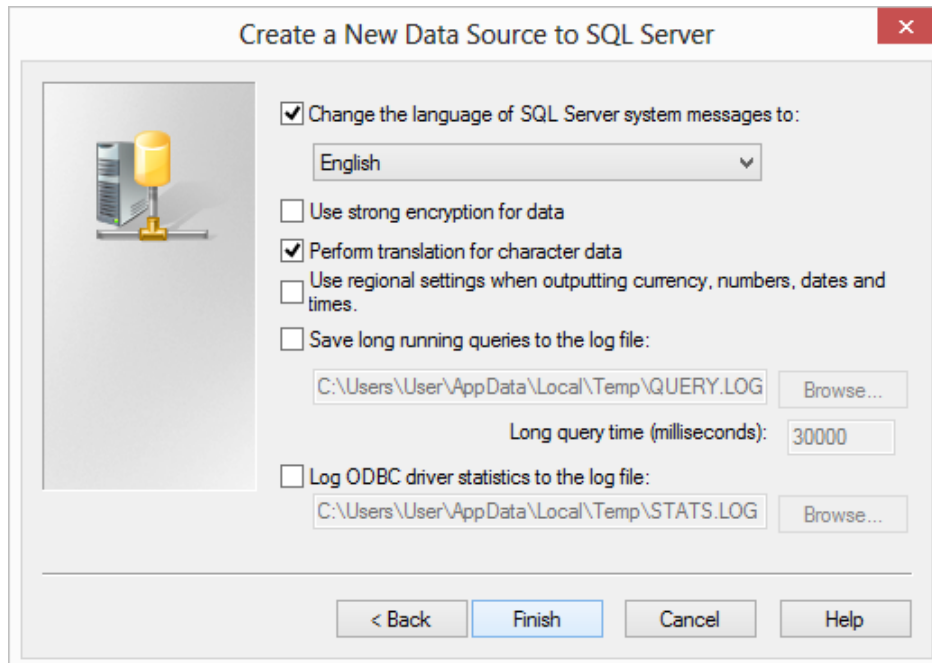 Create a New Data Source to SQL Server
Change the language of SQL Server system messages to:
English
Use strong encryption for data
Perform translation for character data
Use regional settings when outputting currency, numbers, dates and
times.
Save long running queries to the log file:
C:\Users\User\AppData\Local\Temp\QUERY.LOG
Browse...
Long query time (milliseconds):
30000
Log ODBC driver statistics to the log file:
C:\Users\User\AppData\Local\Temp\STATS.LOG
Browse...
< Back
Finish
Cancel
Help